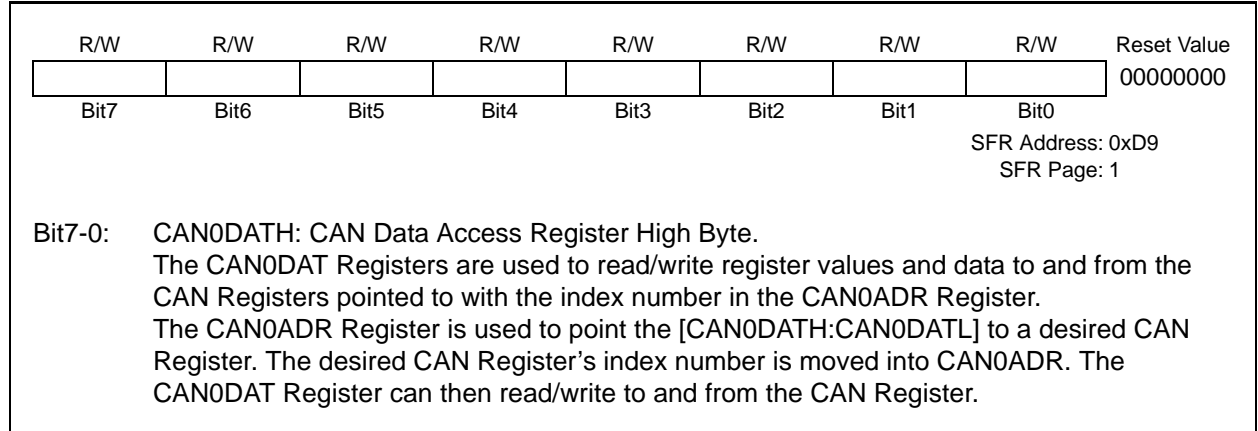 R/W R/W R/W R/W R/W R/W R/W R/W Reset Value
00000000
Bit7 Bit6 Bit5 Bit4 Bit3 Bit2 Bit1 Bit0
SFR Address: 0xD9
SFR Page: 1
Bit7-0: CAN0DATH: CAN Data Access Register High Byte.
The CAN0DAT Registers are used to read/write register values and data to and from the
CAN Registers pointed to with the index number in the CAN0ADR Register.
The CAN0ADR Register is used to point the [CAN0DATH:CAN0DATL] to a desired CAN
Register. The desired CAN Register’s index number is moved into CAN0ADR. The
CAN0DAT Register can then read/write to and from the CAN Register.